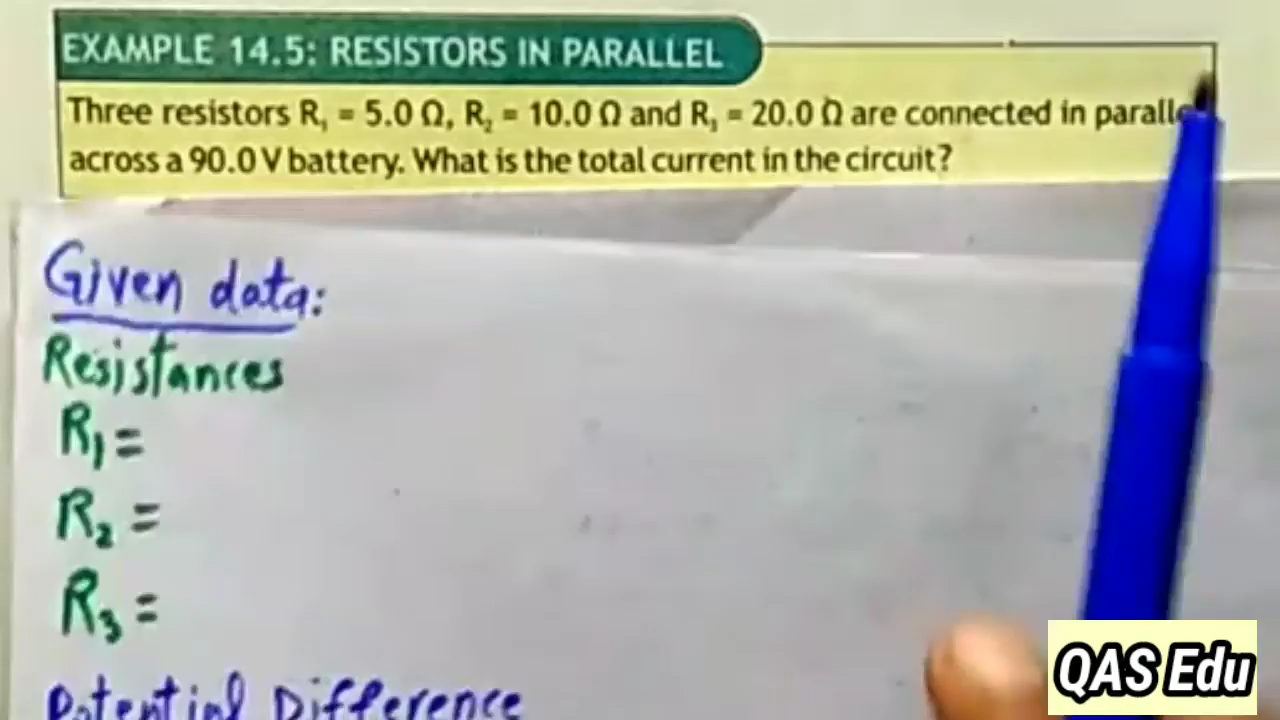 EXAMPLE 14.5: RESISTORS IN PARALLEL
Three resistors R₁ = 5.0 Ω, R₂ = 10.0 Ω and R₃ = 20.0 Ω are connected in paralle
across a 90.0 V battery. What is the total current in the circuit?
Given data:
Resistances
R₁ =
R₂ =
R₃ =
Potential Difference
QAS Edu